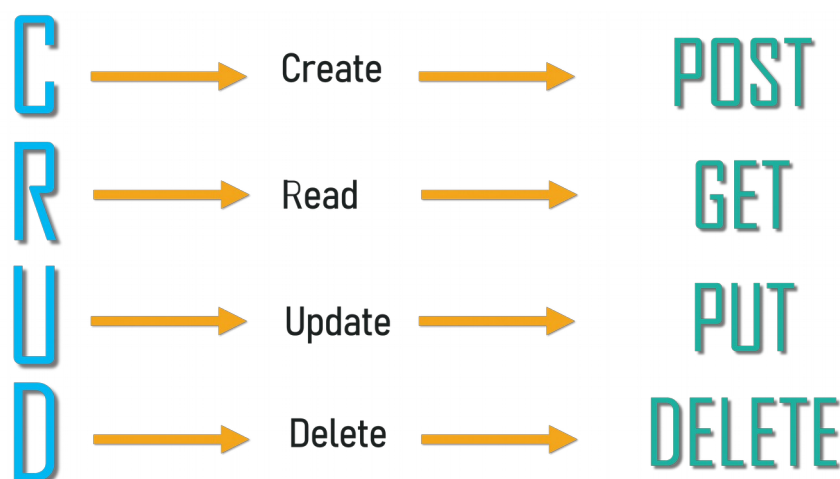 C Create POST
R Read GET
U Update PUT
D Delete DELETE